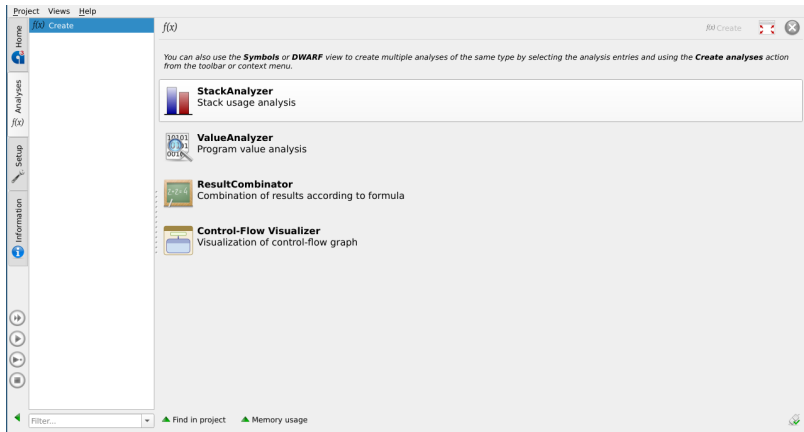 Project Views Help
Home
Analyses
f(x)
Setup
Information
f(x) Create
f(x)
f(x) Create
You can also use the Symbols or DWARF view to create multiple analyses of the same type by selecting the analysis entries and using the Create analyses action
from the toolbar or context menu.
StackAnalyzer
Stack usage analysis
ValueAnalyzer
Program value analysis
ResultCombinator
Combination of results according to formula
Control-Flow Visualizer
Visualization of control-flow graph
Filter...
Find in project
Memory usage